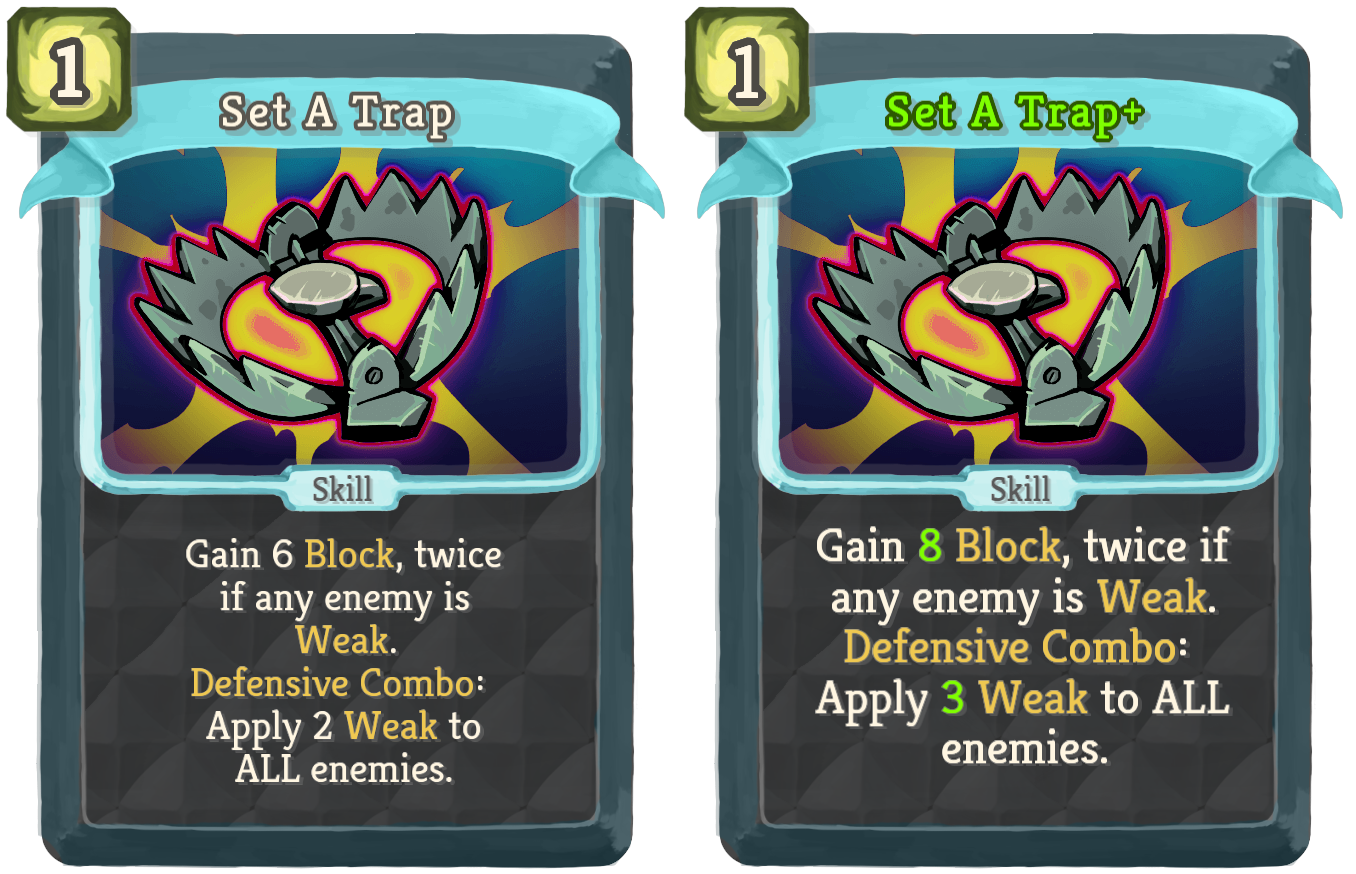 1
Set A Trap
Skill
Gain 6 Block, twice
if any enemy is
Weak.
Defensive Combo:
Apply 2 Weak to
ALL enemies.
1
Set A Trap+
Skill
Gain 8 Block, twice if
any enemy is Weak.
Defensive Combo:
Apply 3 Weak to ALL
enemies.